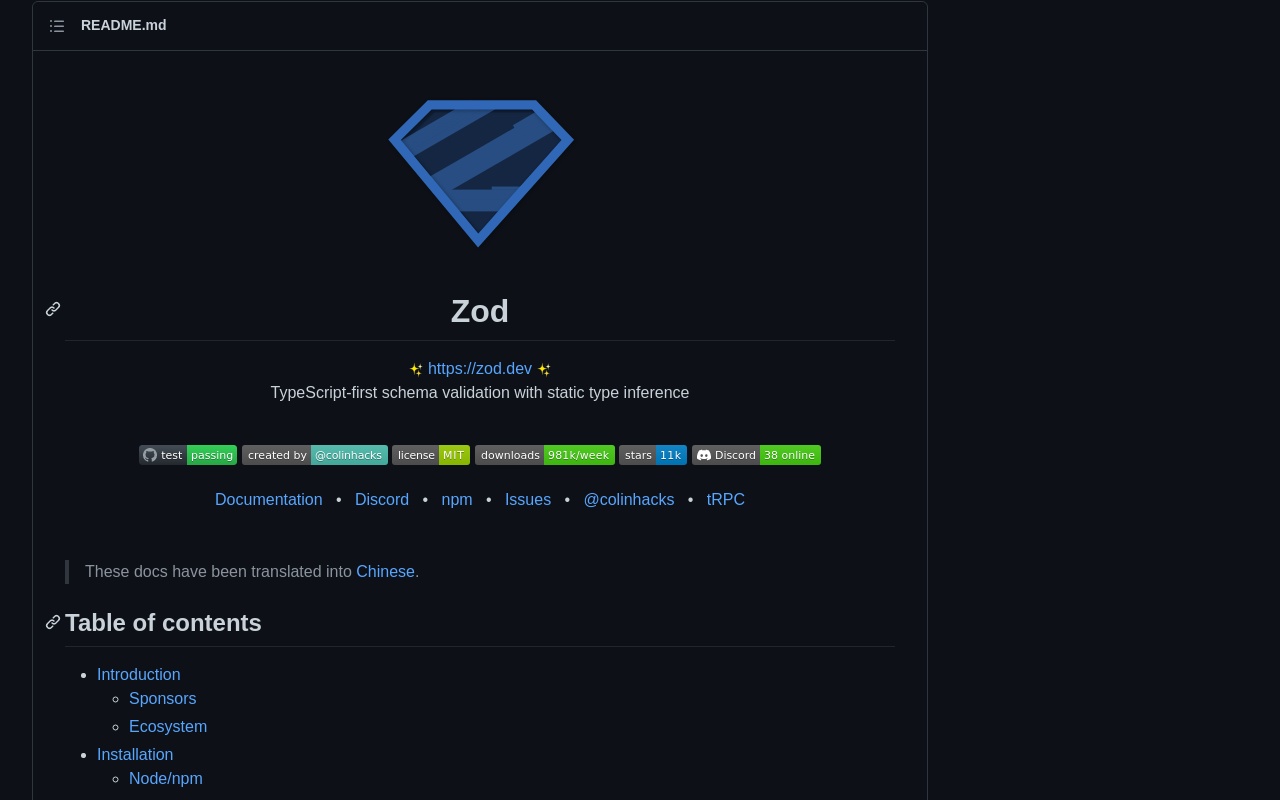 README.md
Zod
✨ https://zod.dev ✨
TypeScript-first schema validation with static type inference
test passing created by @colinhacks license MIT downloads 981k/week stars 11k Discord 38 online
Documentation • Discord • npm • Issues • @colinhacks • tRPC
These docs have been translated into Chinese.
Table of contents
• Introduction
◦ Sponsors
◦ Ecosystem
• Installation
◦ Node/npm